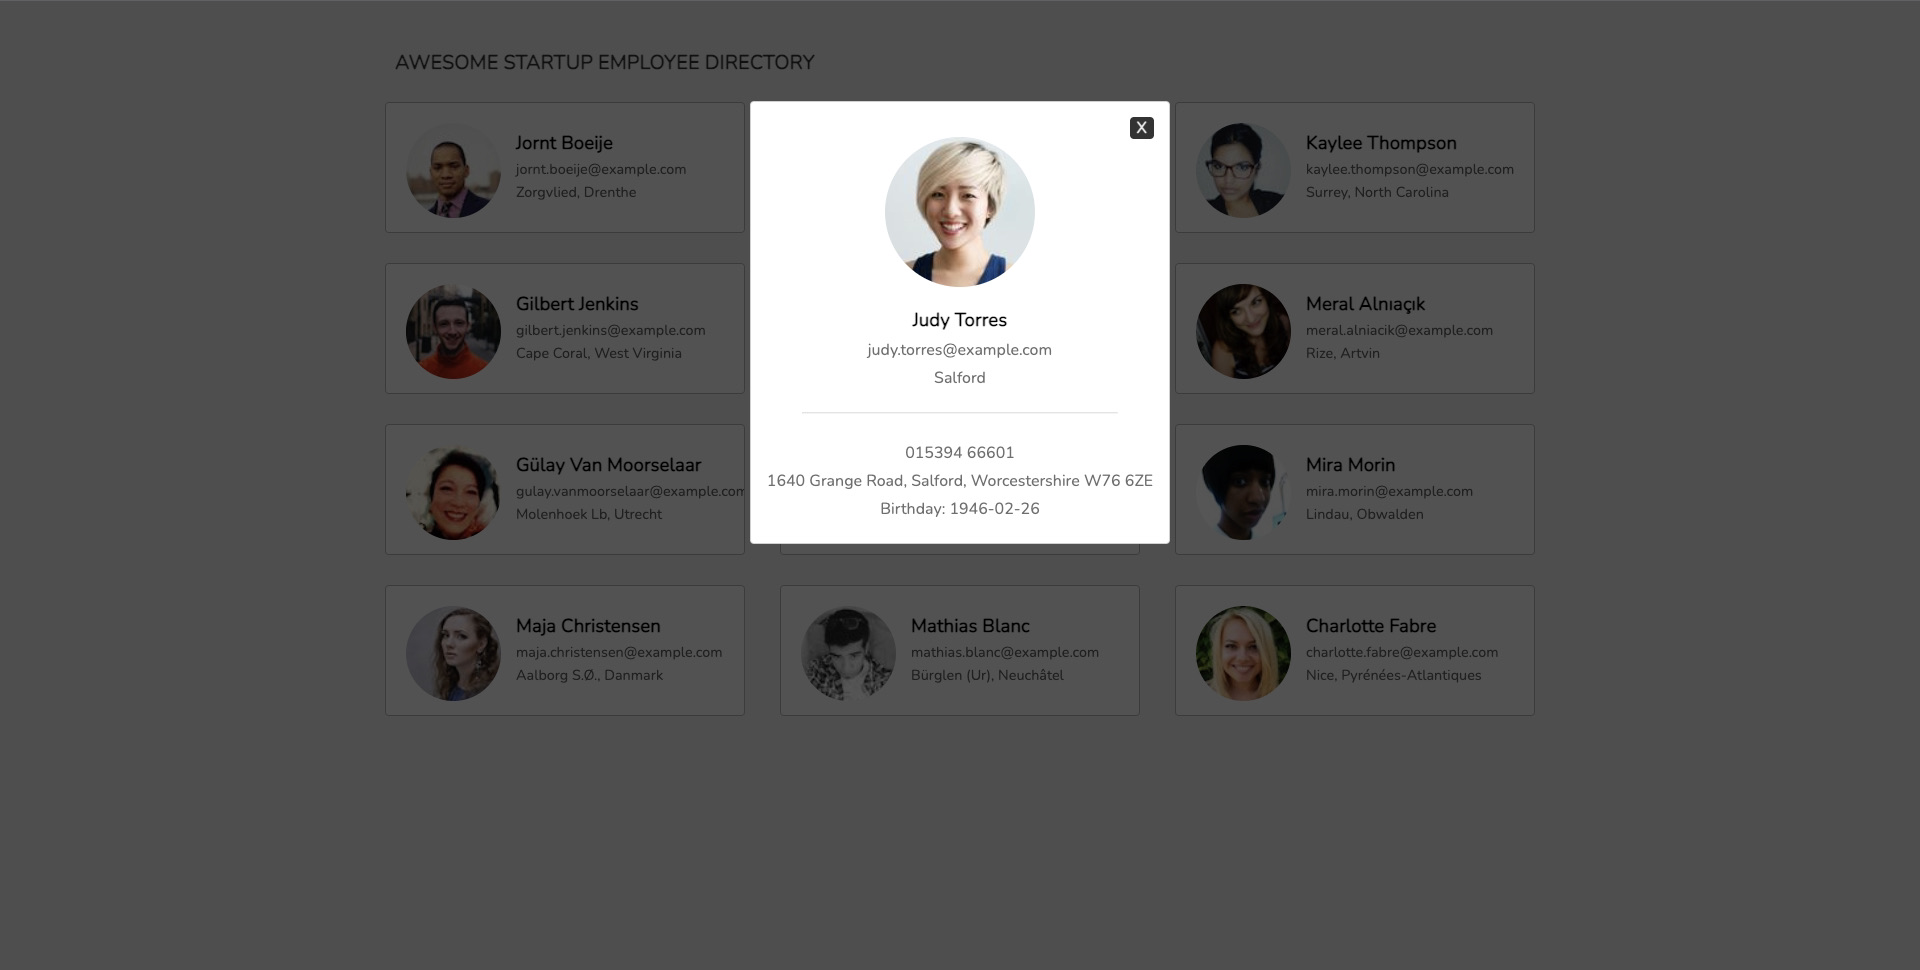 AWESOME STARTUP EMPLOYEE DIRECTORY
Jornt Boeije
jornt.boeije@example.com
Zorgvlied, Drenthe
X
Judy Torres
judy.torres@example.com
Salford
015394 66601
1640 Grange Road, Salford, Worcestershire W76 6ZE
Birthday: 1946-02-26
Kaylee Thompson
kaylee.thompson@example.com
Surrey, North Carolina
Gilbert Jenkins
gilbert.jenkins@example.com
Cape Coral, West Virginia
Meral Alnıaçık
meral.alniacik@example.com
Rize, Artvin
Gülay Van Moorselaar
gulay.vanmoorselaar@example.com
Molenhoek Lb, Utrecht
Mira Morin
mira.morin@example.com
Lindau, Obwalden
Maja Christensen
maja.christensen@example.com
Aalborg S.Ø., Danmark
Mathias Blanc
mathias.blanc@example.com
Bürglen (Ur), Neuchâtel
Charlotte Fabre
charlotte.fabre@example.com
Nice, Pyrénées-Atlantiques